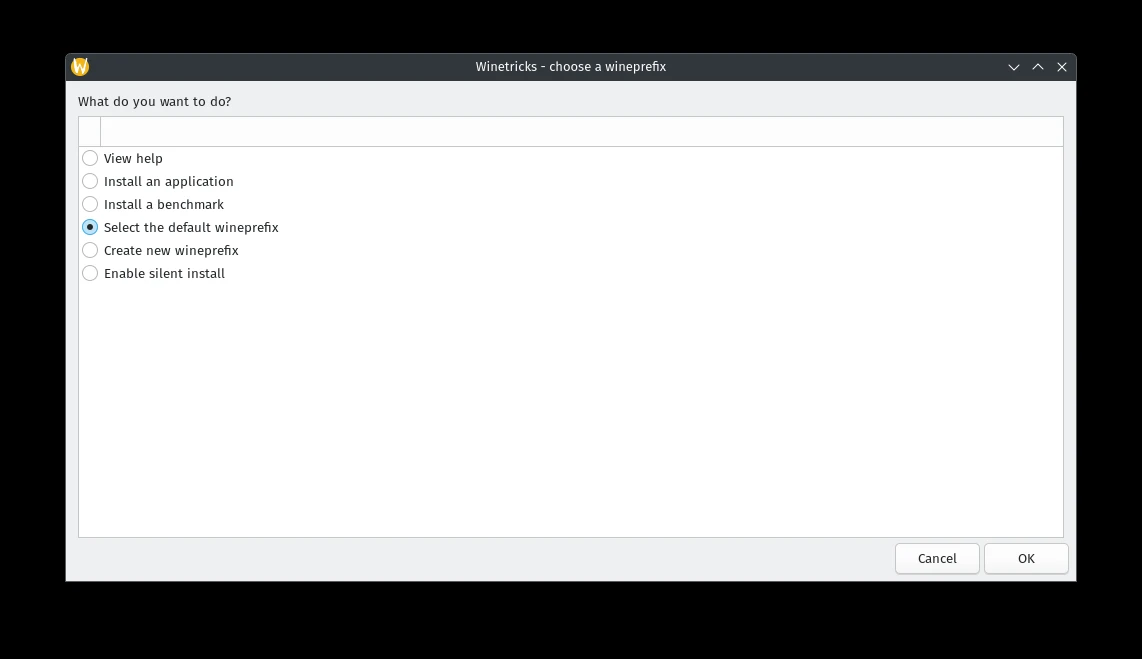 Winetricks - choose a wineprefix
What do you want to do?
View help
Install an application
Install a benchmark
Select the default wineprefix
Create new wineprefix
Enable silent install
Cancel OK